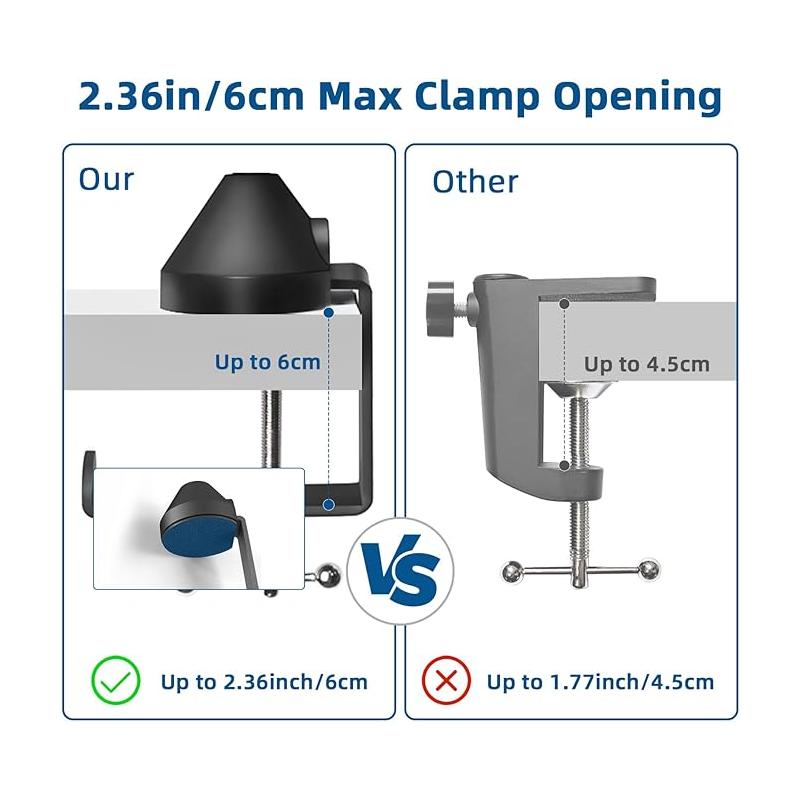 2.36in/6cm Max Clamp Opening
Our
Other
Up to 6cm
Up to 4.5cm
VS
Up to 2.36inch/6cm
Up to 1.77inch/4.5cm